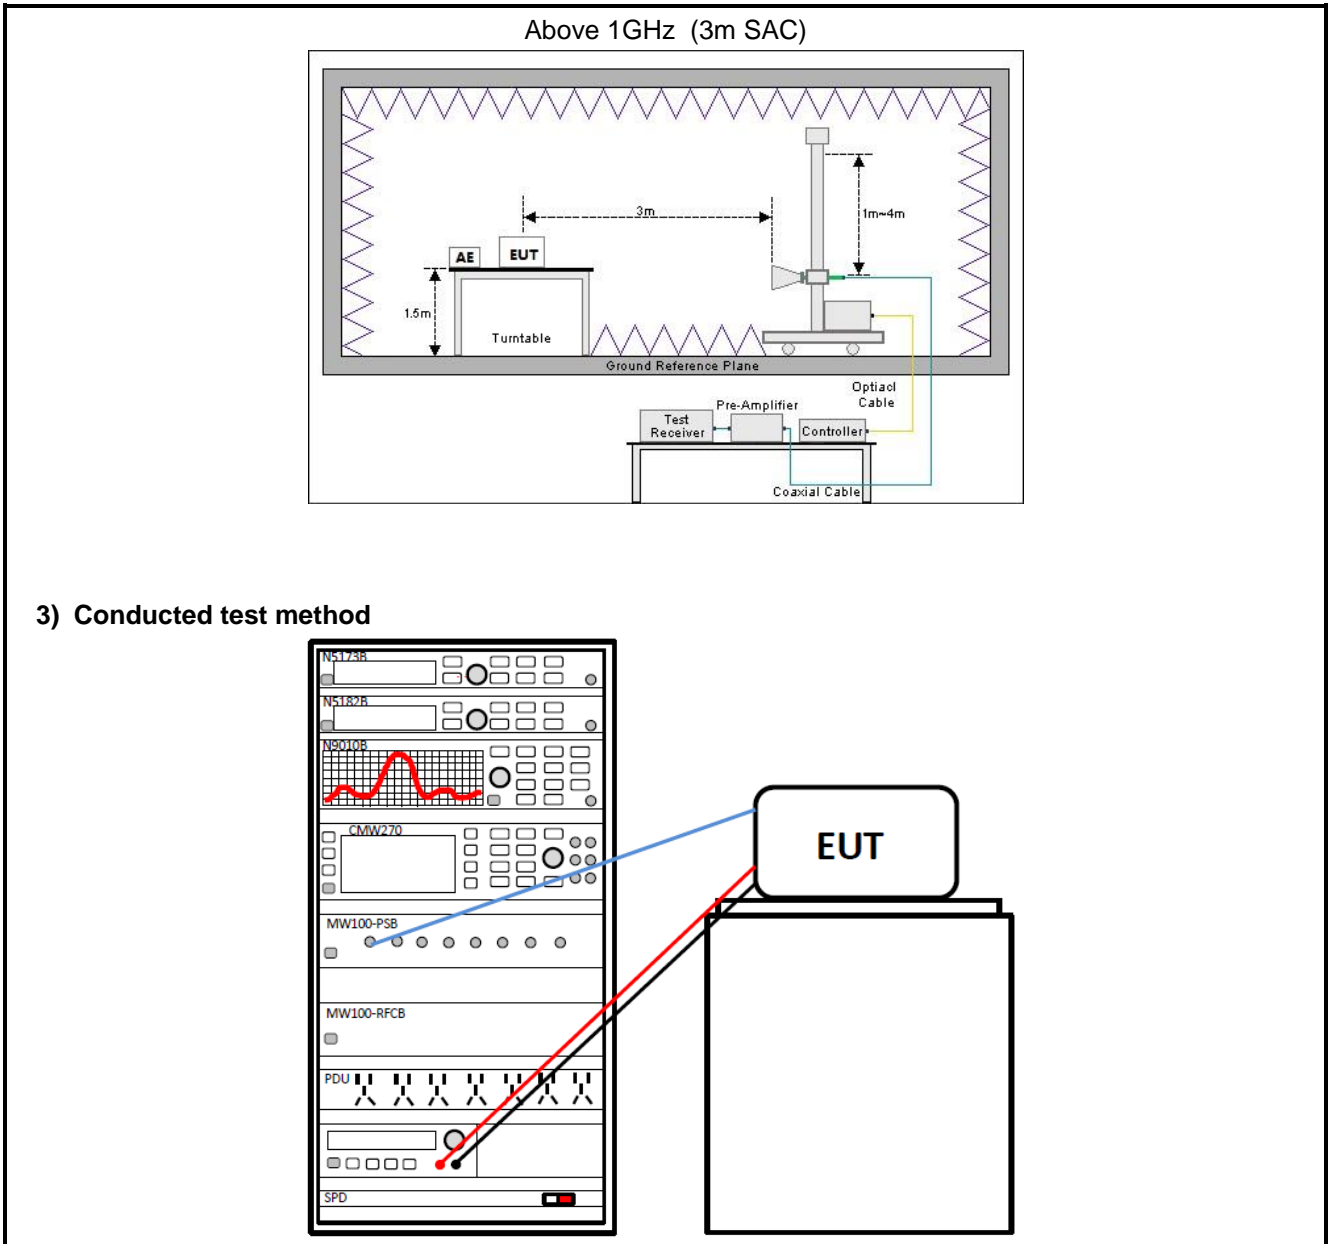 Above 1GHz  (3m SAC)
3m
1m~4m
AE
EUT
1.5m
Turntable
Ground Reference Plane
Optiacl
Cable
Pre-Amplifier
Test
Receiver
Controller
Coaxial Cable
3)  Conducted test method
N5173B
N5182B
N9010B
CMW270
EUT
MW100-PSB
MW100-RFCB
PDU
SPD